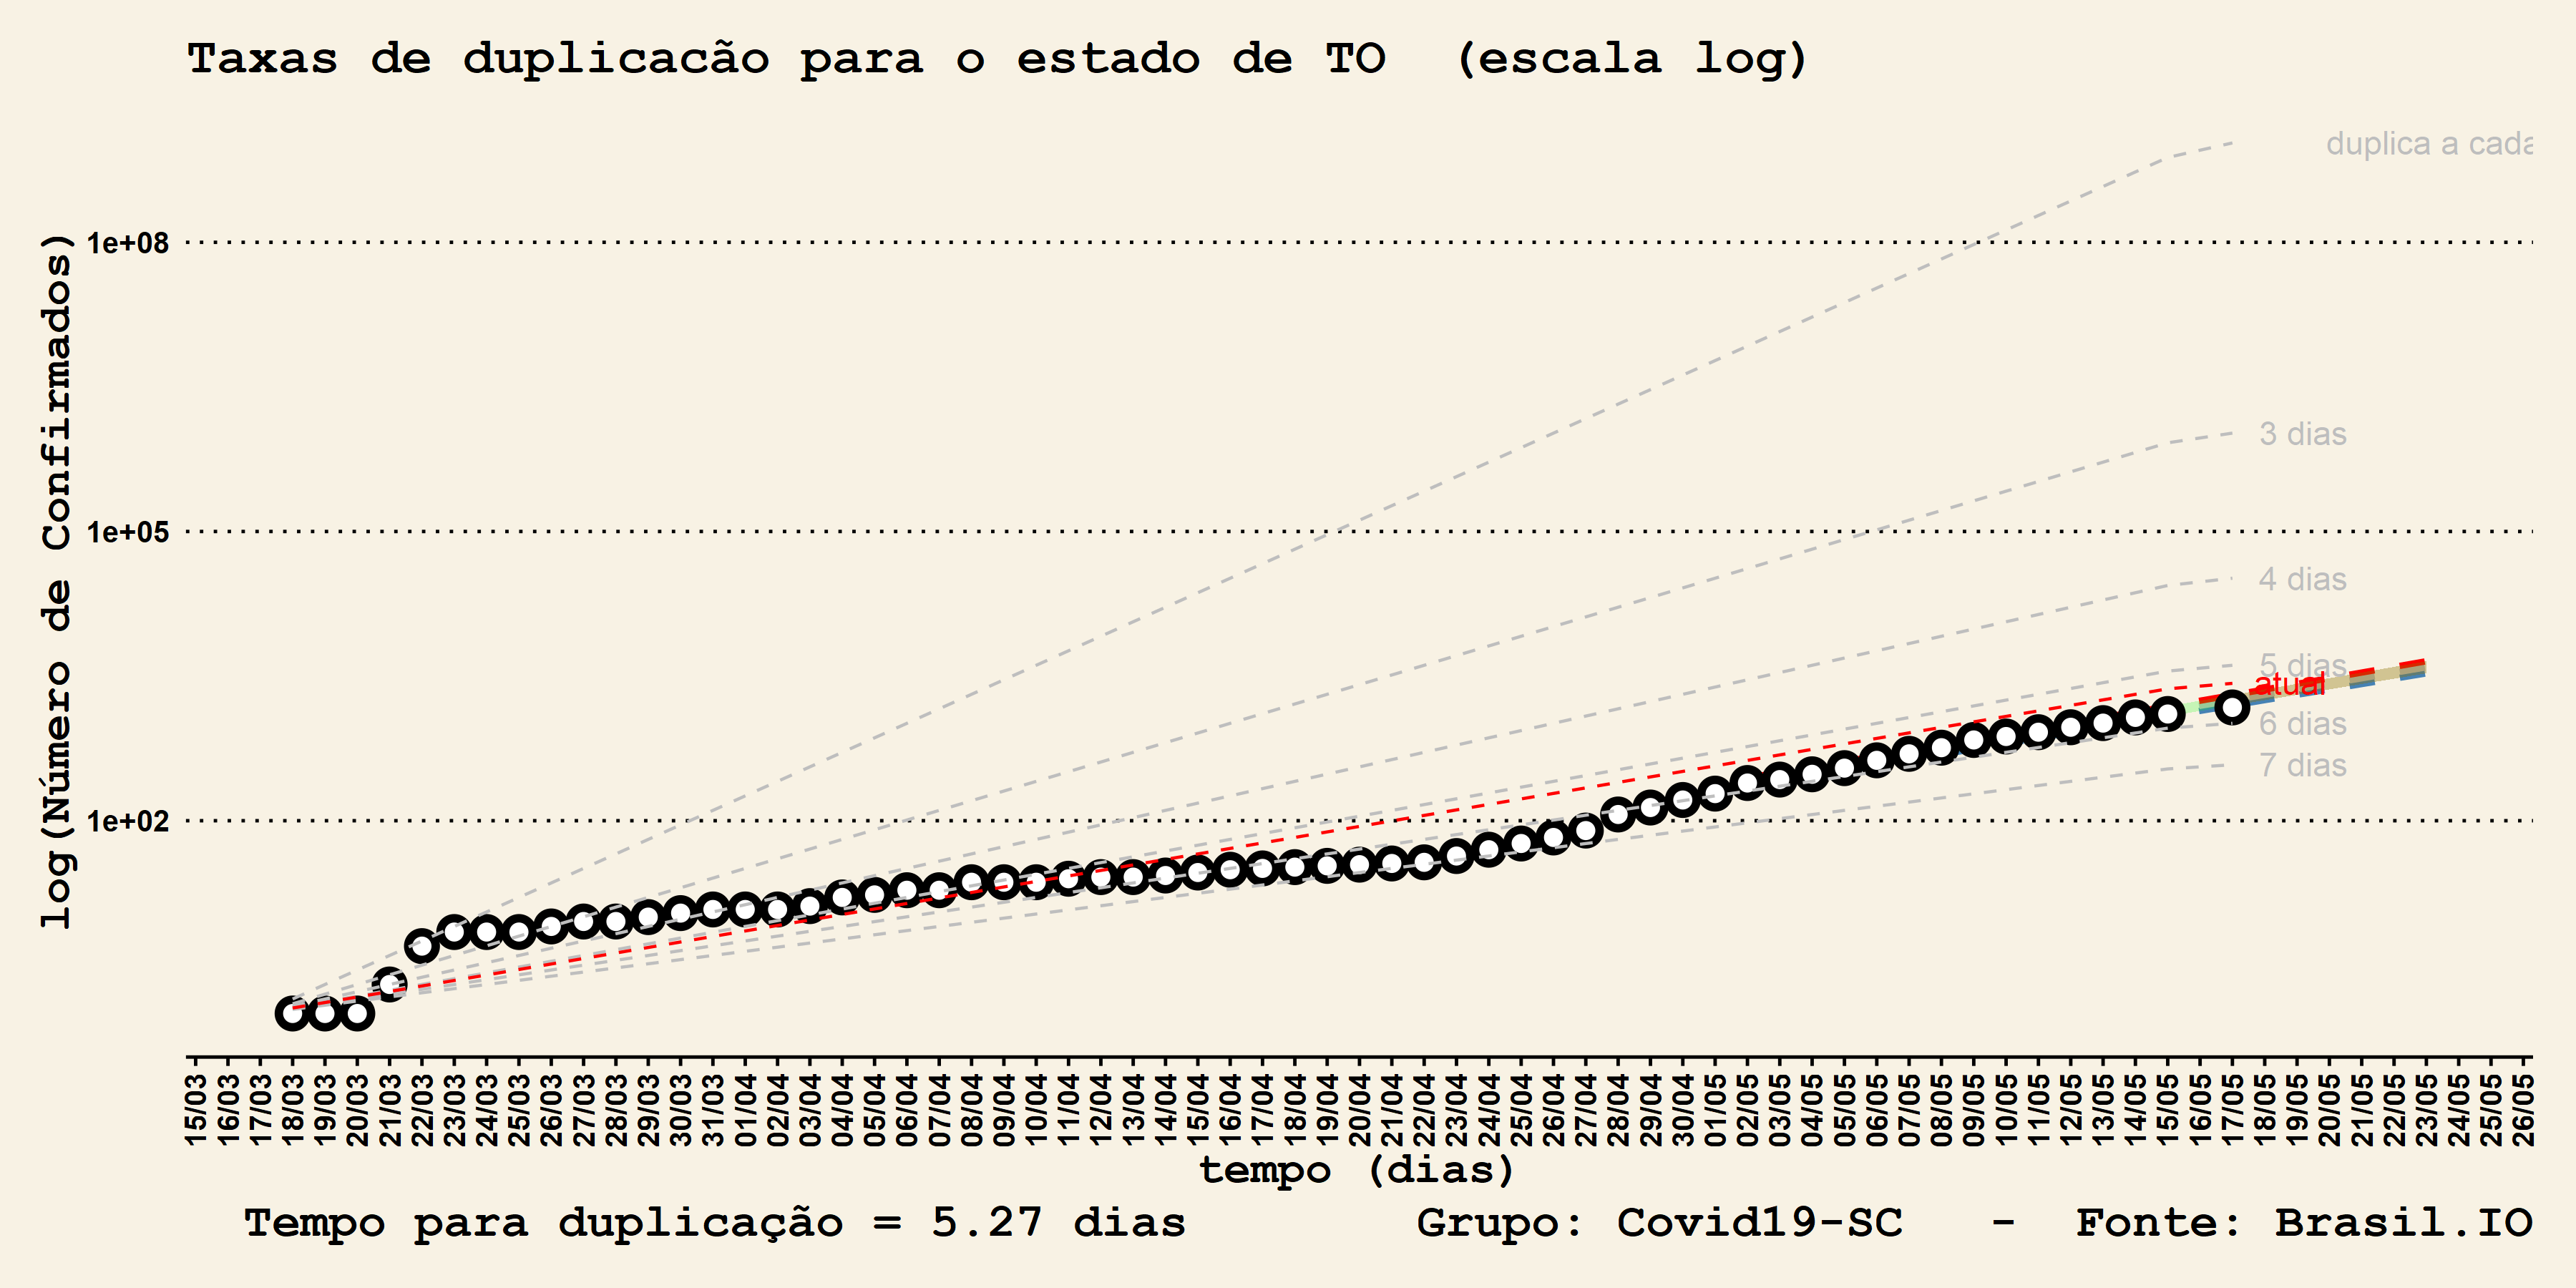 Taxas de duplicacão para o estado de TO (escala log)
duplica a cada
1e+08
3 dias
1e+05
4 dias
5 dias
atual
6 dias
7 dias
1e+02
log(Número de Confirmados)
15/03 16/03 17/03 18/03 19/03 20/03 21/03 22/03 23/03 24/03 25/03 26/03 27/03 28/03 29/03 30/03 31/03 01/04 02/04 03/04 04/04 05/04 06/04 07/04 08/04 09/04 10/04 11/04 12/04 13/04 14/04 15/04 16/04 17/04 18/04 19/04 20/04 21/04 22/04 23/04 24/04 25/04 26/04 27/04 28/04 29/04 30/04 01/05 02/05 03/05 04/05 05/05 06/05 07/05 08/05 09/05 10/05 11/05 12/05 13/05 14/05 15/05 16/05 17/05 18/05 19/05 20/05 21/05 22/05 23/05 24/05 25/05 26/05
tempo (dias)
Tempo para duplicação = 5.27 dias Grupo: Covid19-SC - Fonte: Brasil.IO